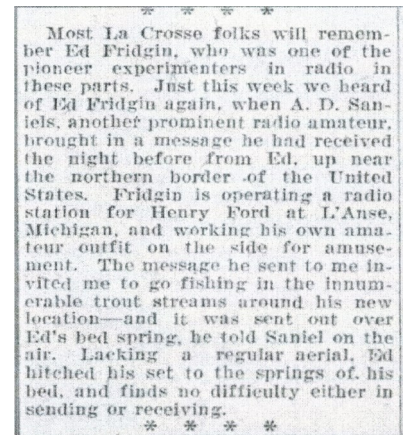 * * * *
Most La Crosse folks will remem-
ber Ed Fridgin, who was one of the
pioneer experimenters in radio in
these parts. Just this week we heard
of Ed Fridgin again, when A. D. San-
iels, another prominent radio amateur,
brought in a message he had received
the night before from Ed, up near
the northern border of the United
States. Fridgin is operating a radio
station for Henry Ford at L'Anse,
Michigan, and working his own ama-
teur outfit on the side for amuse-
ment. The message he sent to me in-
vited me to go fishing in the innum-
erable trout streams around his new
location—and it was sent out over
Ed's bed spring, he told Saniel on the
air. Lacking a regular aerial, Ed
hitched his set to the springs of, his
bed, and finds no difficulty either in
sending or receiving.
* * * *